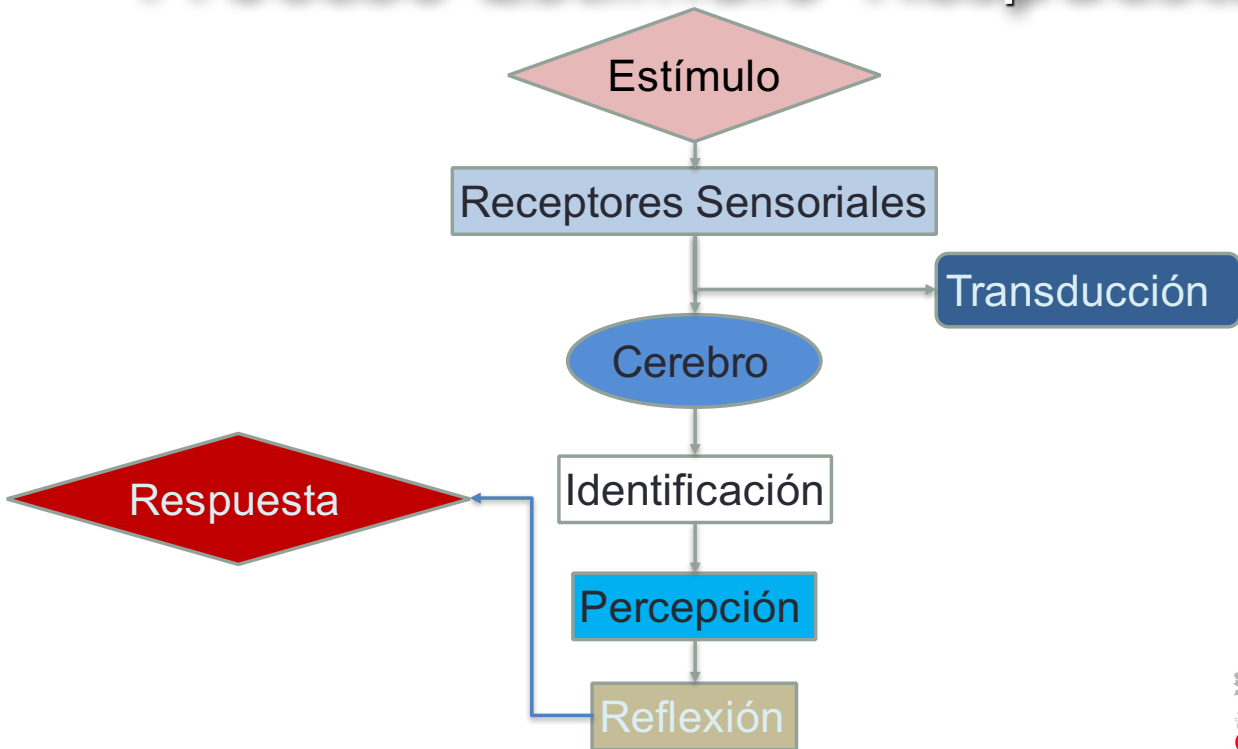 Estímulo
Receptores Sensoriales
Transducción
Cerebro
Identificación
Respuesta
Percepción
Reflexión